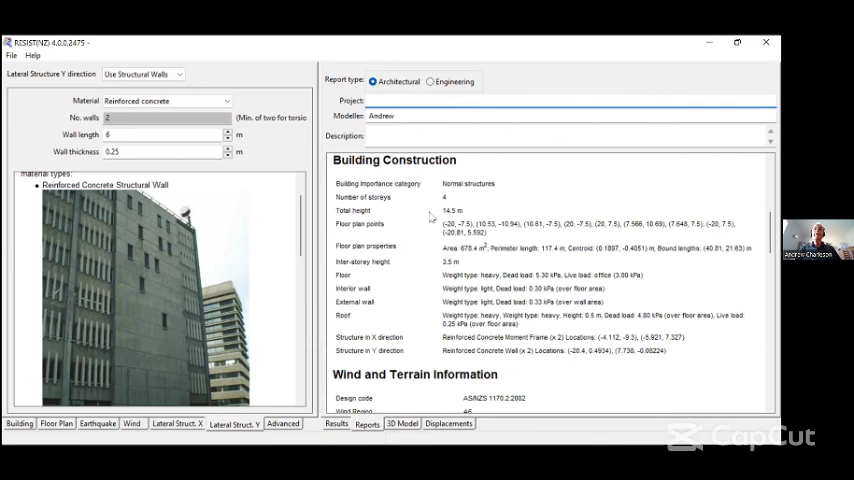 RESIST(NZ) 4.0.0.2475 -
File Help
Lateral Structure Y direction Use Structural Walls
Material Reinforced concrete
No. walls 2 (Min. of two for torsio
Wall length 6 m
Wall thickness 0.25 m
material types:
• Reinforced Concrete Structural Wall
Building Floor Plan Earthquake Wind Lateral Struct. X Lateral Struct. Y Advanced
Report type: Architectural Engineering
Project:
Modeller: Andrew
Description:
Building Construction
Building importance category Normal structures
Number of storeys 4
Total height 14.5 m
Floor plan points (-20, -7.5), (10.53, -10.94), (10.61, -7.5), (20, -7.5), (20, 7.5), (7.566, 10.69), (7.648, 7.5), (-20, 7.5),
(-20.81, 5.592)
Floor plan properties Area: 678.4 m²; Perimeter length: 117.4 m; Centroid: (0.1897, -0.4051) m; Bound lengths: (40.81, 21.63) m
Inter-storey height 3.5 m
Floor Weight type: heavy, Dead load: 5.30 kPa, Live load: office (3.00 kPa)
Interior wall Weight type: light, Dead load: 0.30 kPa (over floor area)
External wall Weight type: light, Dead load: 0.33 kPa (over wall area)
Roof Weight type: heavy, Weight type: heavy, Height: 0.5 m, Dead load: 4.80 kPa (over floor area), Live load:
0.25 kPa (over floor area)
Structure in X direction Reinforced Concrete Moment Frame (x 2) Locations: (-4.112, -9.3), (-5.921, 7.327)
Structure in Y direction Reinforced Concrete Wall (x 2) Locations: (-20.4, 0.4934), (7.738, -0.08224)
Wind and Terrain Information
Design code AS/NZS 1170.2:2002
Wind Region A6
Results Reports 3D Model Displacements
Andrew Charleson
CapCut